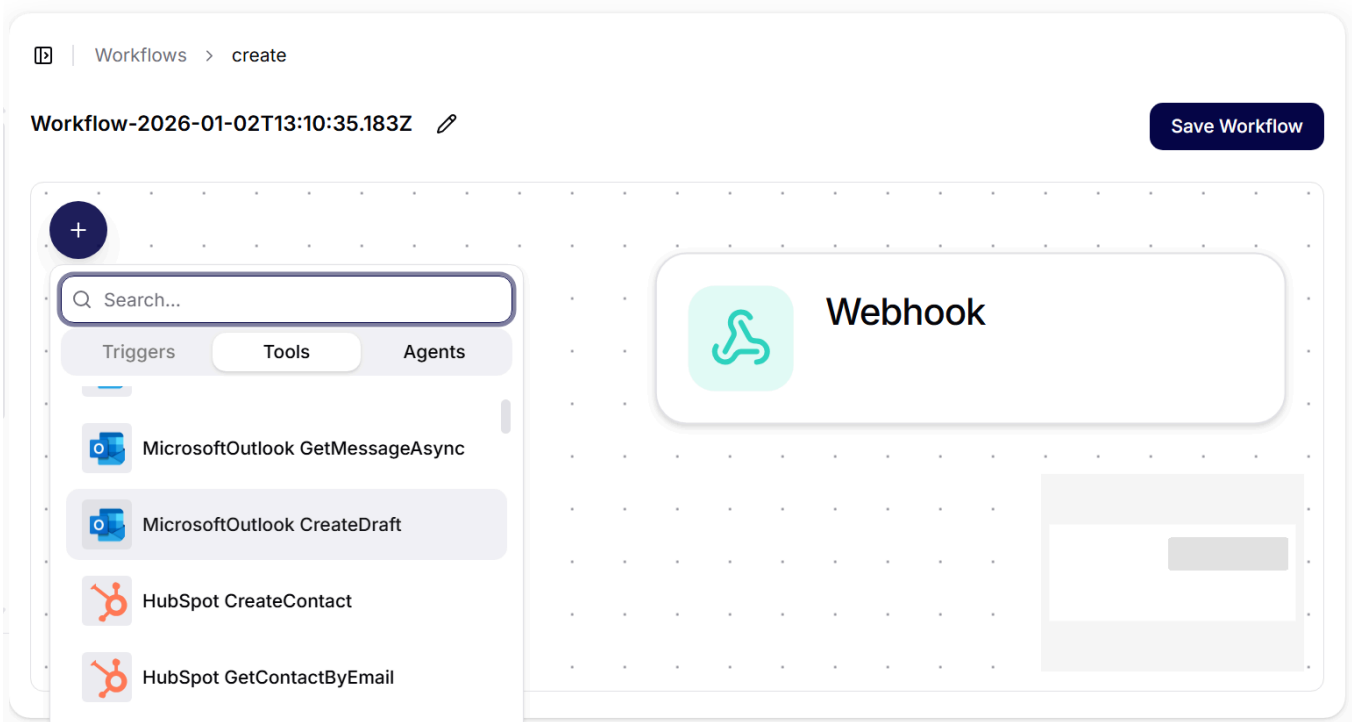 Workflows > create
Workflow-2026-01-02T13:10:35.183Z
Save Workflow
Search...
Triggers Tools Agents
Webhook
MicrosoftOutlook GetMessageAsync
MicrosoftOutlook CreateDraft
HubSpot CreateContact
HubSpot GetContactByEmail